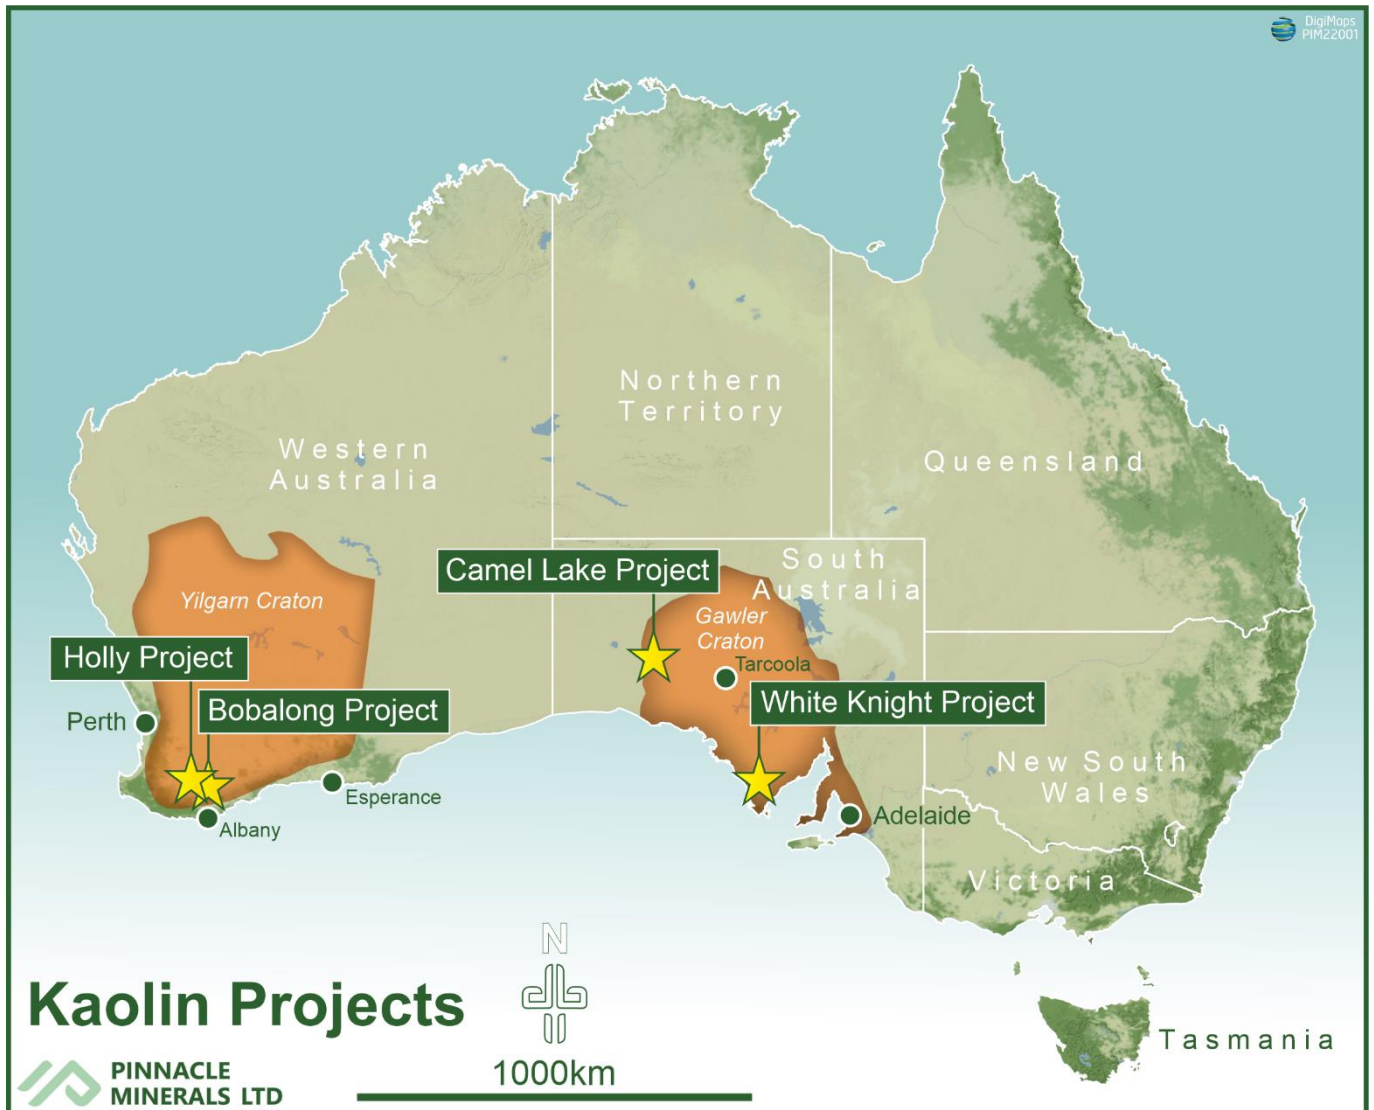 DigiMaps
PIM22001
Northern
Territory
Western
Australia
Queensland
South
Australia
Camel Lake Project
Yilgarn Craton
Gawler
Craton
Holly Project
Tarcoola
Bobalong Project
White Knight Project
Perth
New South
Wales
Esperance
Albany
Adelaide
Victoria
N
Kaolin Projects
Tasmania
PINNACLE
MINERALS LTD
1000km